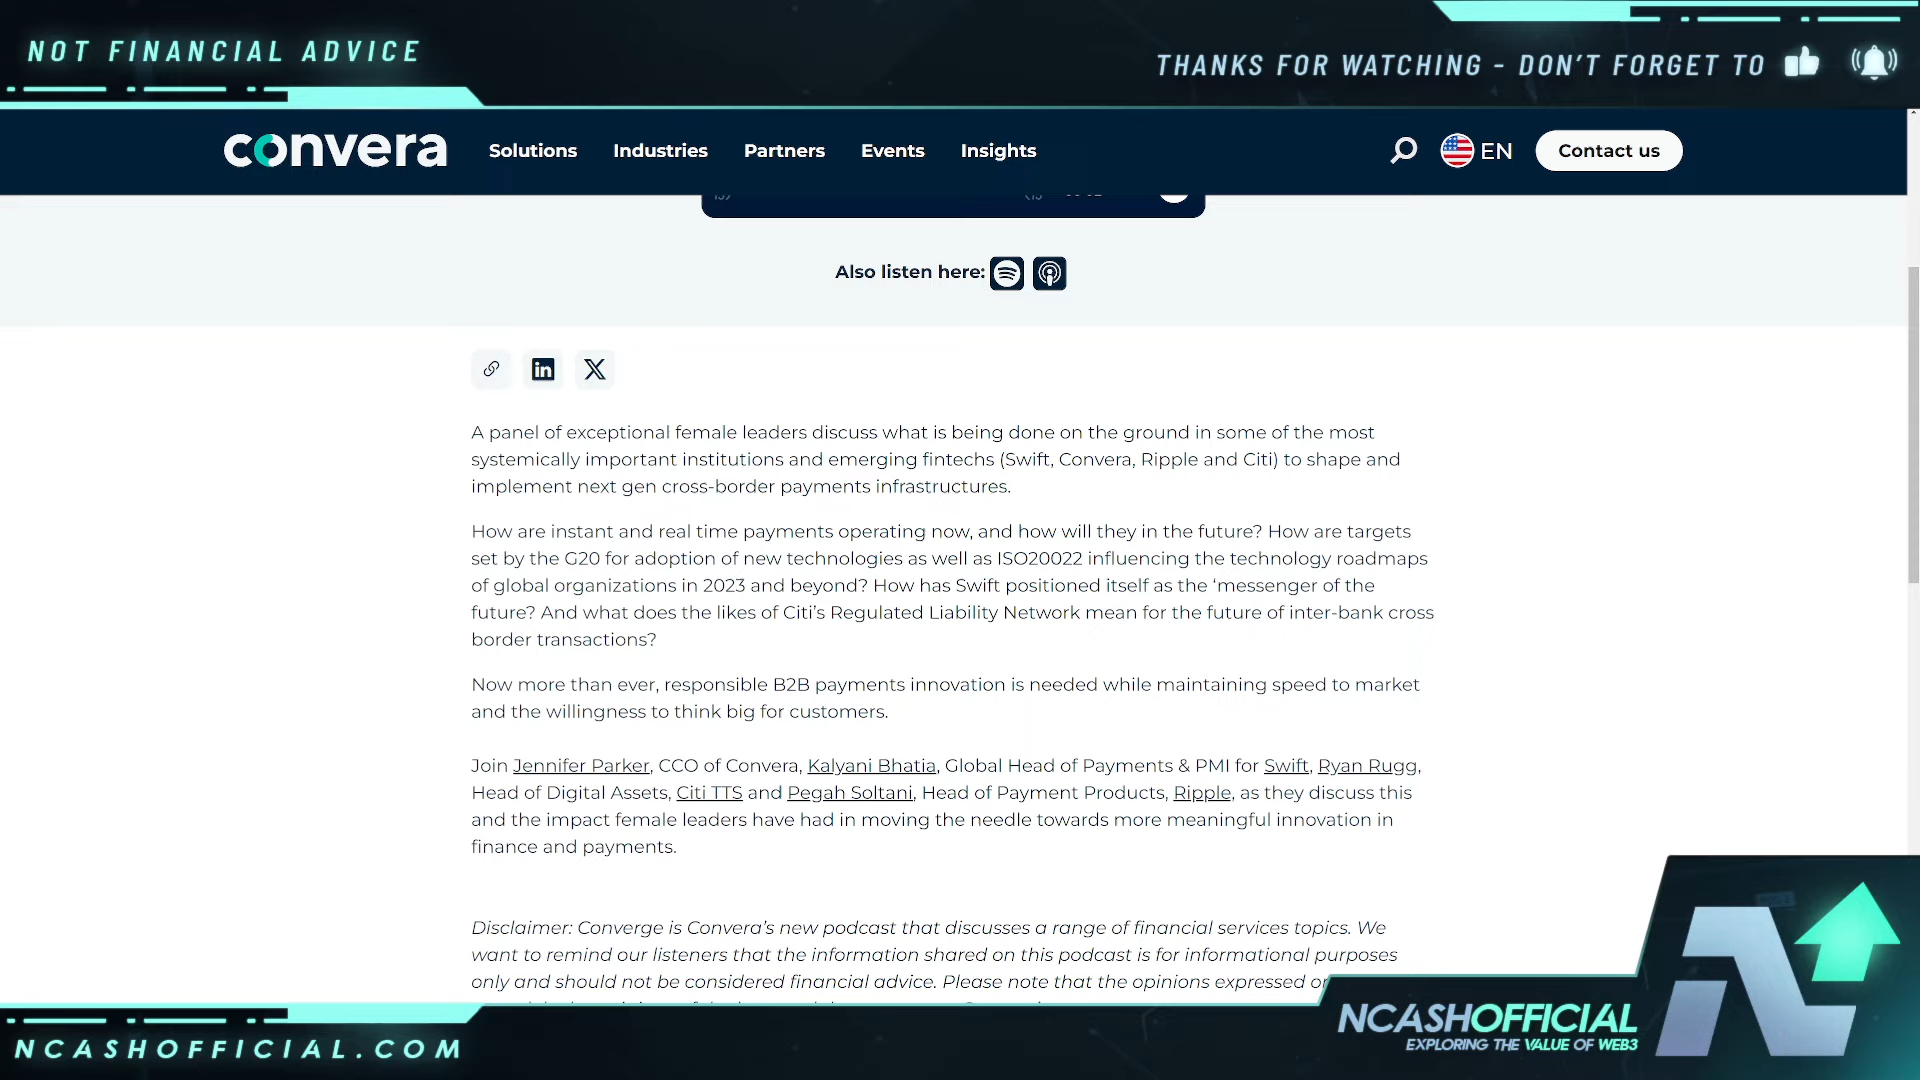 NOT FINANCIAL ADVICE
THANKS FOR WATCHING - DON'T FORGET TO
convera Solutions Industries Partners Events Insights EN Contact us
Also listen here:
A panel of exceptional female leaders discuss what is being done on the ground in some of the most
systemically important institutions and emerging fintechs (Swift, Convera, Ripple and Citi) to shape and
implement next gen cross-border payments infrastructures.
How are instant and real time payments operating now, and how will they in the future? How are targets
set by the G20 for adoption of new technologies as well as ISO20022 influencing the technology roadmaps
of global organizations in 2023 and beyond? How has Swift positioned itself as the ‘messenger of the
future? And what does the likes of Citi’s Regulated Liability Network mean for the future of inter-bank cross
border transactions?
Now more than ever, responsible B2B payments innovation is needed while maintaining speed to market
and the willingness to think big for customers.
Join Jennifer Parker, CCO of Convera, Kalyani Bhatia, Global Head of Payments & PMI for Swift, Ryan Rugg,
Head of Digital Assets, Citi TTS and Pegah Soltani, Head of Payment Products, Ripple, as they discuss this
and the impact female leaders have had in moving the needle towards more meaningful innovation in
finance and payments.
Disclaimer: Converge is Convera’s new podcast that discusses a range of financial services topics. We
want to remind our listeners that the information shared on this podcast is for informational purposes
only and should not be considered financial advice. Please note that the opinions expressed or
NCASHOFFICIAL
EXPLORING THE VALUE OF WEB3
NCASHOFFICIAL.COM